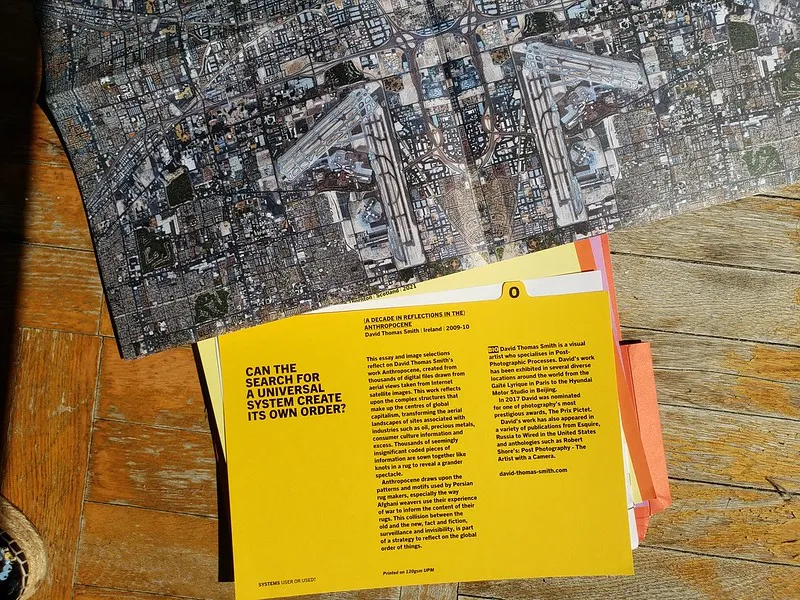 Scotland | 2021
0
(A DECADE IN REFLECTIONS IN THE)
ANTHROPOCENE
David Thomas Smith | Ireland | 2009-10
CAN THE
SEARCH FOR
A UNIVERSAL
SYSTEM CREATE
ITS OWN ORDER?
This essay and image selections
reflect on David Thomas Smith's
work Anthropocene, created from
thousands of digital files drawn from
aerial views taken from Internet
satellite images. This work reflects
upon the complex structures that
make up the centres of global
capitalism, transforming the aerial
landscapes of sites associated with
industries such as oil, precious metals,
consumer culture information and
excess. Thousands of seemingly
insignificant coded pieces of
information are sown together like
knots in a rug to reveal a grander
spectacle.
Anthropocene draws upon the
patterns and motifs used by Persian
rug makers, especially the way
Afghani weavers use their experience
of war to inform the content of their
rugs. This collision between the
old and the new, fact and fiction,
surveillance and invisibility, is part
of a strategy to reflect on the global
order of things.
BIO David Thomas Smith is a visual
artist who specialises in Post-
Photographic Processes. David's work
has been exhibited in several diverse
locations around the world from the
Gaîté Lyrique in Paris to the Hyundai
Motor Studio in Beijing.
In 2017 David was nominated
for one of photography's most
prestigious awards, The Prix Pictet.
David's work has also appeared in
a variety of publications from Esquire,
Russia to Wired in the United States
and anthologies such as Robert
Shore's: Post Photography - The
Artist with a Camera.
david-thomas-smith.com
SYSTEMS USER OR USED?
Printed on 120gsm UPM